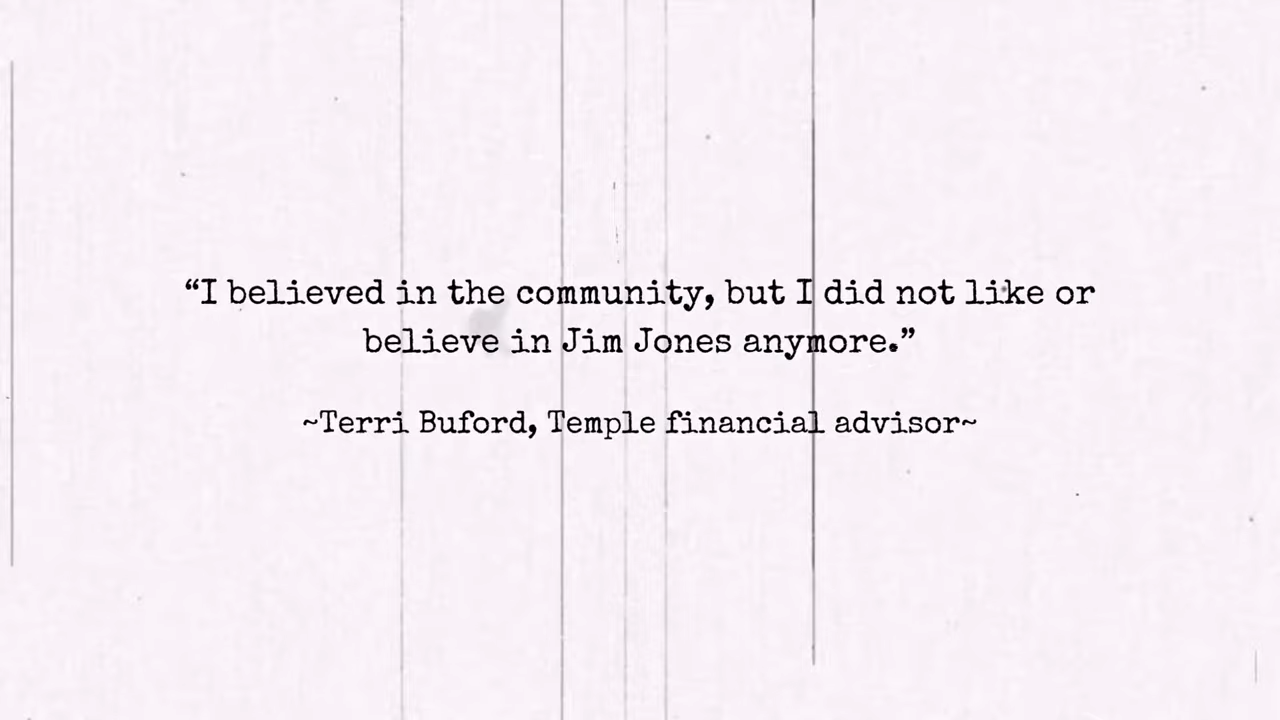 “I believed in the community, but I did not like or
believe in Jim Jones anymore.”
~Terri Buford, Temple financial advisor~